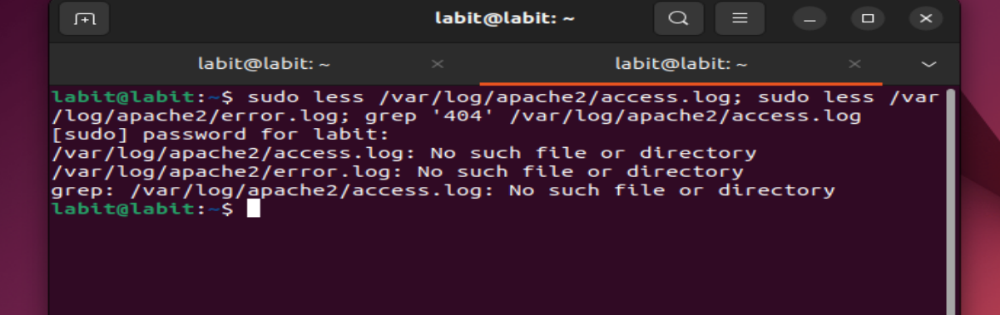 labit@labit: ~
labit@labit: ~
labit@labit: ~
labit@labit:~$ sudo less /var/log/apache2/access.log; sudo less /var
/log/apache2/error.log; grep '404' /var/log/apache2/access.log
[sudo] password for labit:
/var/log/apache2/access.log: No such file or directory
/var/log/apache2/error.log: No such file or directory
grep: /var/log/apache2/access.log: No such file or directory
labit@labit:~$